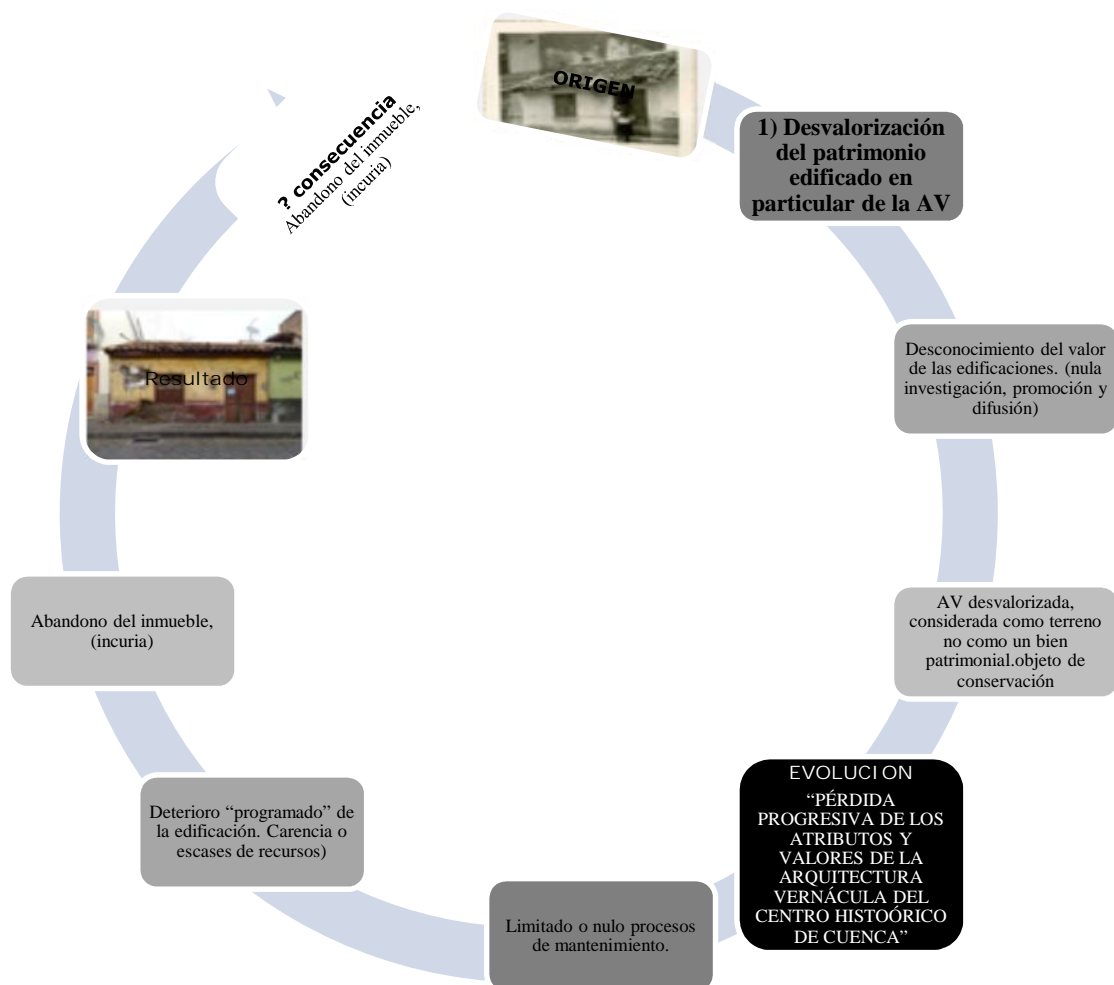 ORIGEN
1) Desvalorización
del patrimonio
edificado en
particular de la AV
Desconocimiento del valor
de las edificaciones. (nula
investigación, promoción y
difusión)
AV desvalorizada,
considerada como terreno
no como un bien
patrimonial.objeto de
conservación
EVOLUCION
“PÉRDIDA
PROGRESIVA DE LOS
ATRIBUTOS Y
VALORES DE LA
ARQUITECTURA
VERNÁCULA DEL
CENTRO HISTOÓRICO
DE CUENCA”
Limitado o nulo procesos
de mantenimiento.
Deterioro “programado” de
la edificación. Carencia o
escases de recursos)
Abandono del inmueble,
(incuria)
Resultado
? consecuencia
Abandono del inmueble,
(incuria)